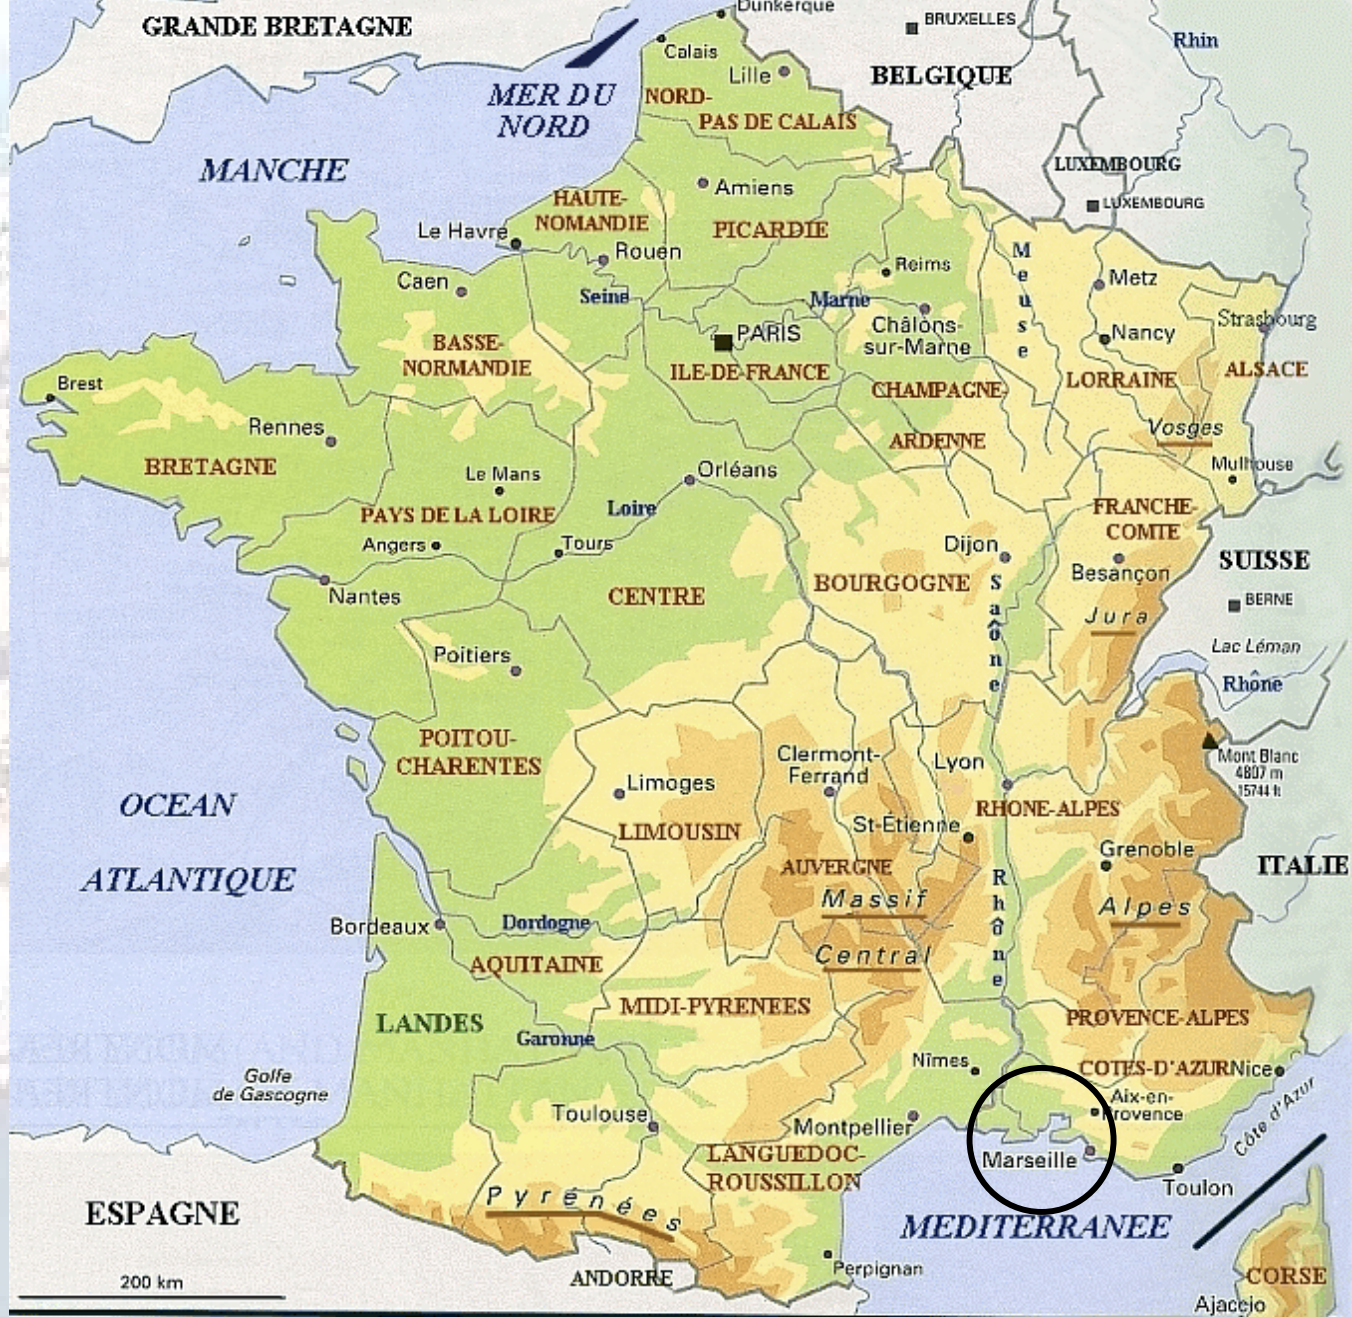 GRANDE BRETAGNE
Dunkerque
BRUXELLES
Rhin
Calais
Lille
BELGIQUE
MER DU
NORD
NORD-
PAS DE CALAIS
MANCHE
LUXEMBOURG
LUXEMBOURG
Amiens
HAUTE-
NOMANDIE
PICARDIE
Le Havre
Rouen
Reims
Meuse
Metz
Caen
Seine
Marne
Châlons-
sur-Marne
PARIS
Nancy
Strasbourg
BASSE-
NORMANDIE
ILE-DE-FRANCE
CHAMPAGNE-
ARDENNE
LORRAINE
ALSACE
Brest
Rennes
BRETAGNE
Vosges
Le Mans
Orléans
Mulhouse
PAYS DE LA LOIRE
Loire
FRANCHE-
COMTE
Angers
Tours
Dijon
SUISSE
Nantes
CENTRE
BOURGOGNE
Saône
Besançon
BERNE
Jura
Poitiers
Lac Léman
Rhône
POITOU-
CHARENTES
Clermont-
Ferrand
Lyon
Mont Blanc
4807 m
15744 ft
OCEAN
ATLANTIQUE
Limoges
LIMOUSIN
RHONE-ALPES
St-Étienne
AUVERGNE
Grenoble
ITALIE
Massif
Central
Rhône
Alpes
Bordeaux
Dordogne
AQUITAINE
LANDES
MIDI-PYRENEES
PROVENCE-ALPES
COTES-D'AZUR
Garonne
Nîmes
Nice
Golfe
de Gascogne
Toulouse
Montpellier
Aix-en-
Provence
Côte d'Azur
LANGUEDOC-
ROUSSILLON
Marseille
Toulon
ESPAGNE
Pyrénées
MEDITERRANEE
ANDORRE
Perpignan
CORSE
Ajaccio
200 km